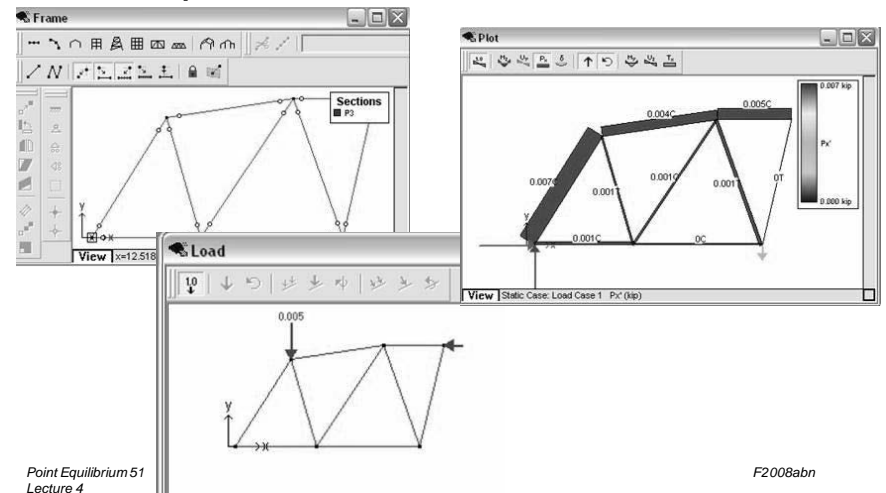 Frame
N
Sections
P3
y
View x=12.518
Load
1.0
0.005
y
Plot
0.004C
0.005C
0.007 kip
Px'
0.000 kip
0.007C
0.001T
0.001C
0.001T
0T
y
0.001C
0C
View Static Case: Load Case 1 Px' (kip)
Point Equilibrium 51
Lecture 4
F2008abn